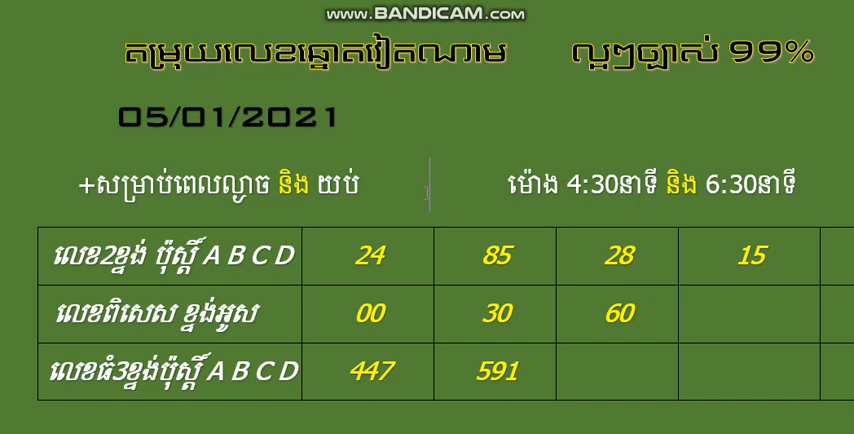 www.BANDICAM.com
តម្រុយលេខឆ្នោតវៀតណាម ល្អៗច្បាស់ ១១%
05/01/2021
+សម្រាប់ពេលល្ងាច និង យប់ ម៉ោង 4:30នាទី និង 6:30នាទី
លេខ2ខ្ទង់ ប៉ុស្តិ៍ A B C D 24 85 28 15
លេខពិសេស ខ្ទង់អូស 00 30 60
លេខធំ3ខ្ទង់ប៉ុស្តិ៍ A B C D 447 591